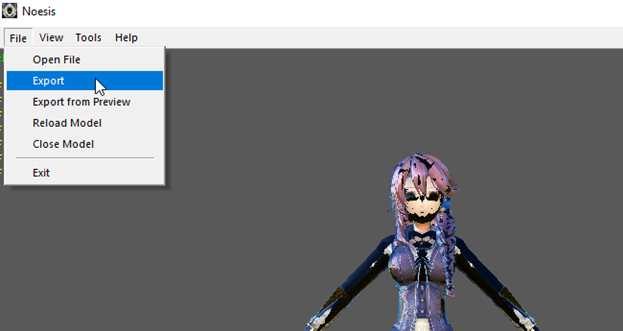 Noesis
File View Tools Help
Open File
Export
Export from Preview
Reload Model
Close Model
Exit